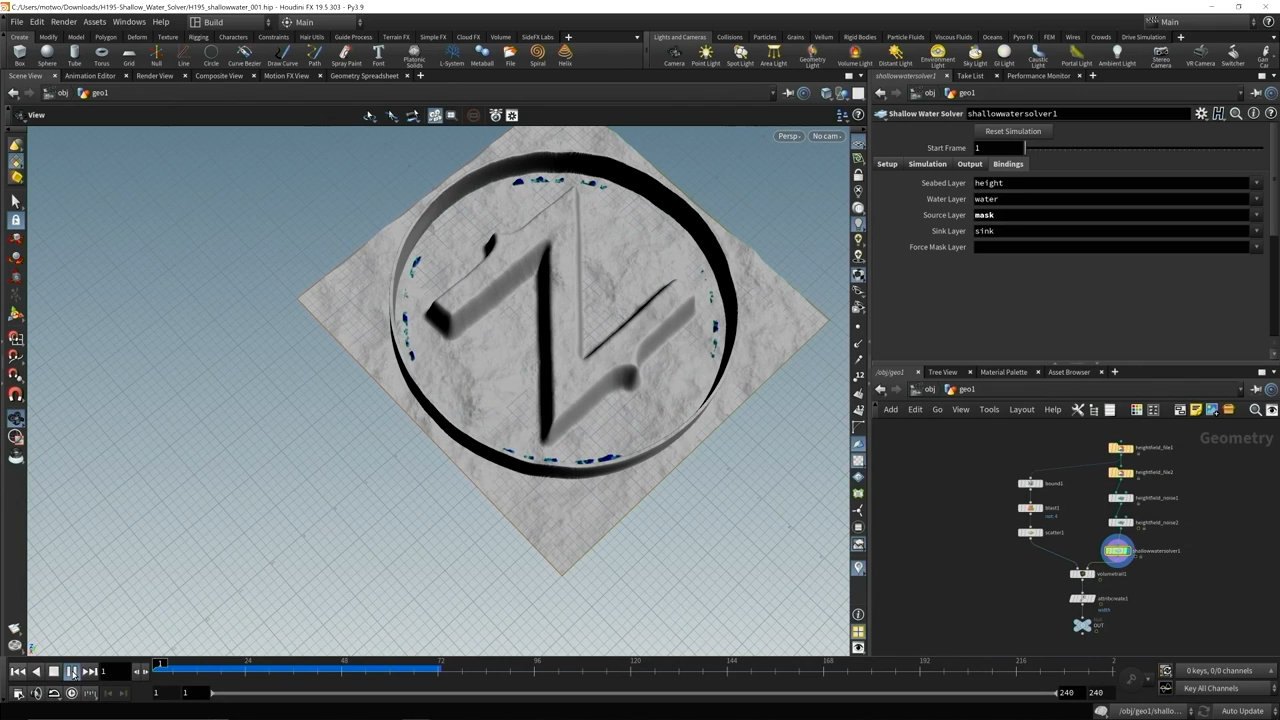 C:/Users/motwo/Downloads/H195-Shallow_Water_Solver/H195_shallowwater_001.hip - Houdini FX 19.5.303 - Py3.9
File Edit Render Assets Windows Help Build Main Main
Create Modify Model Polygon Deform Texture Rigging Characters Constraints Hair Utils Guide Process Terrain FX Simple FX Cloud FX Volume SideFX Labs Lights and Cameras Collisions Particles Grains Vellum Rigid Bodies Particle Fluids Viscous Fluids Oceans Pyro FX FEM Wires Crowds Drive Simulation
Box Sphere Tube Torus Grid Null Line Circle Curve Bezier Draw Curve Path Spray Paint Font Platonic Solids L-System Metaball File Spiral Helix Camera Point Light Spot Light Area Light Geometry Light Volume Light Distant Light Environment Light Sky Light GI Light Caustic Light Portal Light Ambient Light Stereo Camera VR Camera Switcher
Scene View Animation Editor Render View Composite View Motion FX View Geometry Spreadsheet shallowwatersolver1 Take List Performance Monitor
obj geo1 obj geo1
View Shallow Water Solver shallowwatersolver1
Persp No cam
Reset Simulation
Start Frame 1
Setup Simulation Output Bindings
Seabed Layer height
Water Layer water
Source Layer mask
Sink Layer sink
Force Mask Layer
/obj/geo1 Tree View Material Palette Asset Browser
obj geo1
Add Edit Go View Tools Layout Help
Geometry
heightfield_file1
heightfield_file2
bound1
heightfield_noise1
blast1
heightfield_noise2
scatter1
shallowwatersolver1
volumetrail1
attribcreate1
width
OUT
1 1 24 48 72 96 120 144 168 192 216 2
0 keys, 0/0 channels
1 1 240 240 Key All Channels
/obj/geo1/shallo... Auto Update